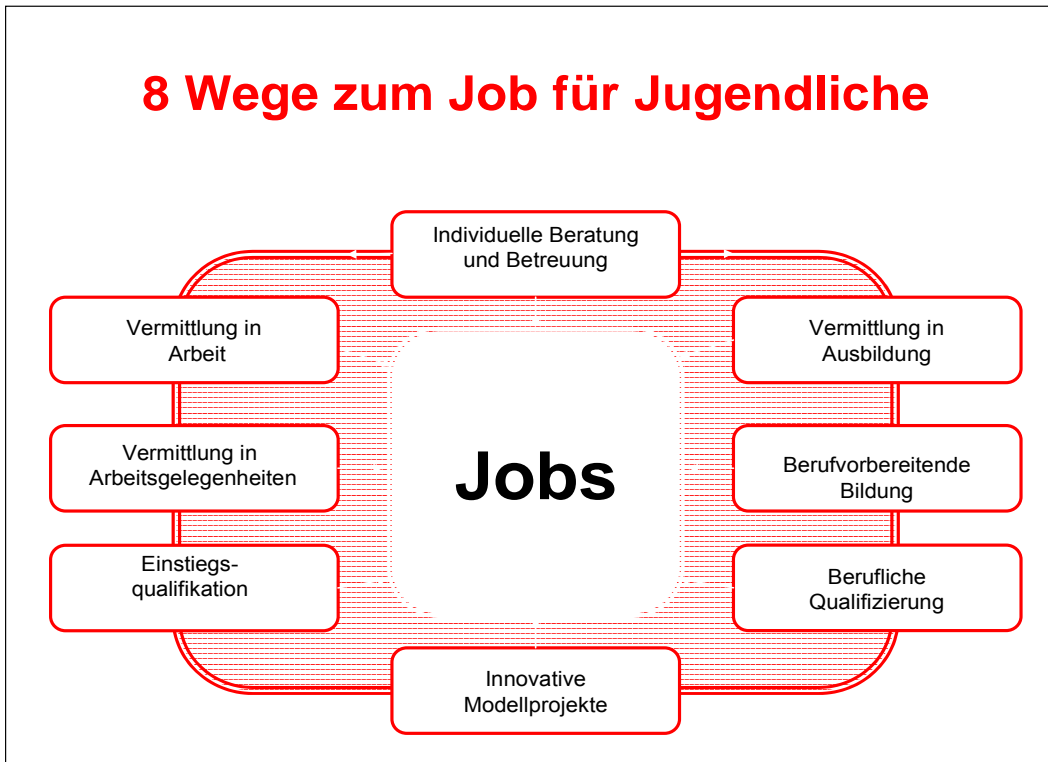 8 Wege zum Job für Jugendliche
Individuelle Beratung
und Betreuung
Vermittlung in
Arbeit
Vermittlung in
Ausbildung
Vermittlung in
Arbeitsgelegenheiten
Jobs
Berufvorbereitende
Bildung
Einstiegs-
qualifikation
Berufliche
Qualifizierung
Innovative
Modellprojekte